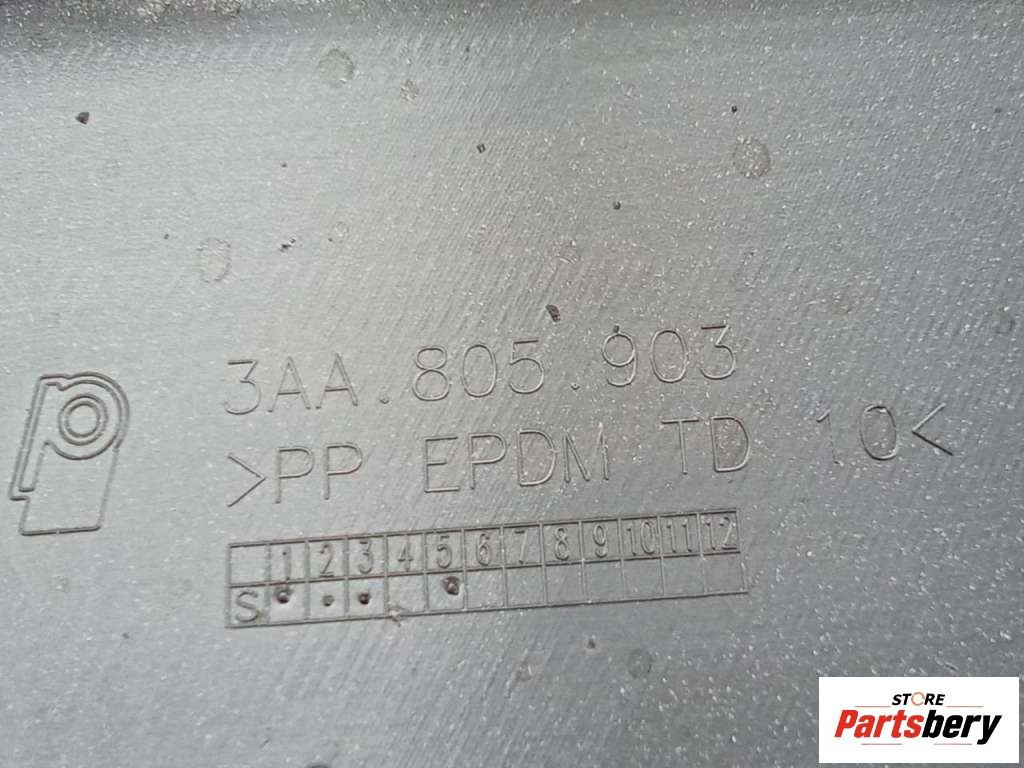 3AA.805.903
>PP EPDM TD 10<
1 2 3 4 5 6 7 8 9 10 11 12
S
STORE
Partsbery